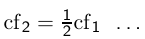 cf₂ = ½cf₁ …